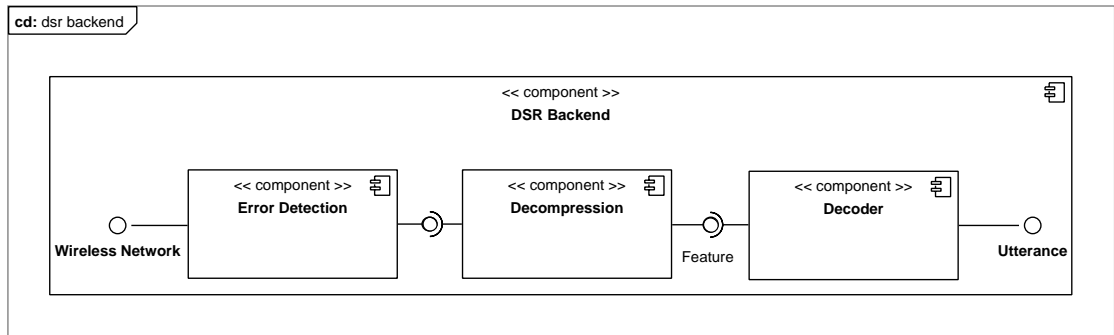 cd: dsr backend
<< component >>
DSR Backend
<< component >>
Error Detection
<< component >>
Decompression
<< component >>
Decoder
Wireless Network
Feature
Utterance